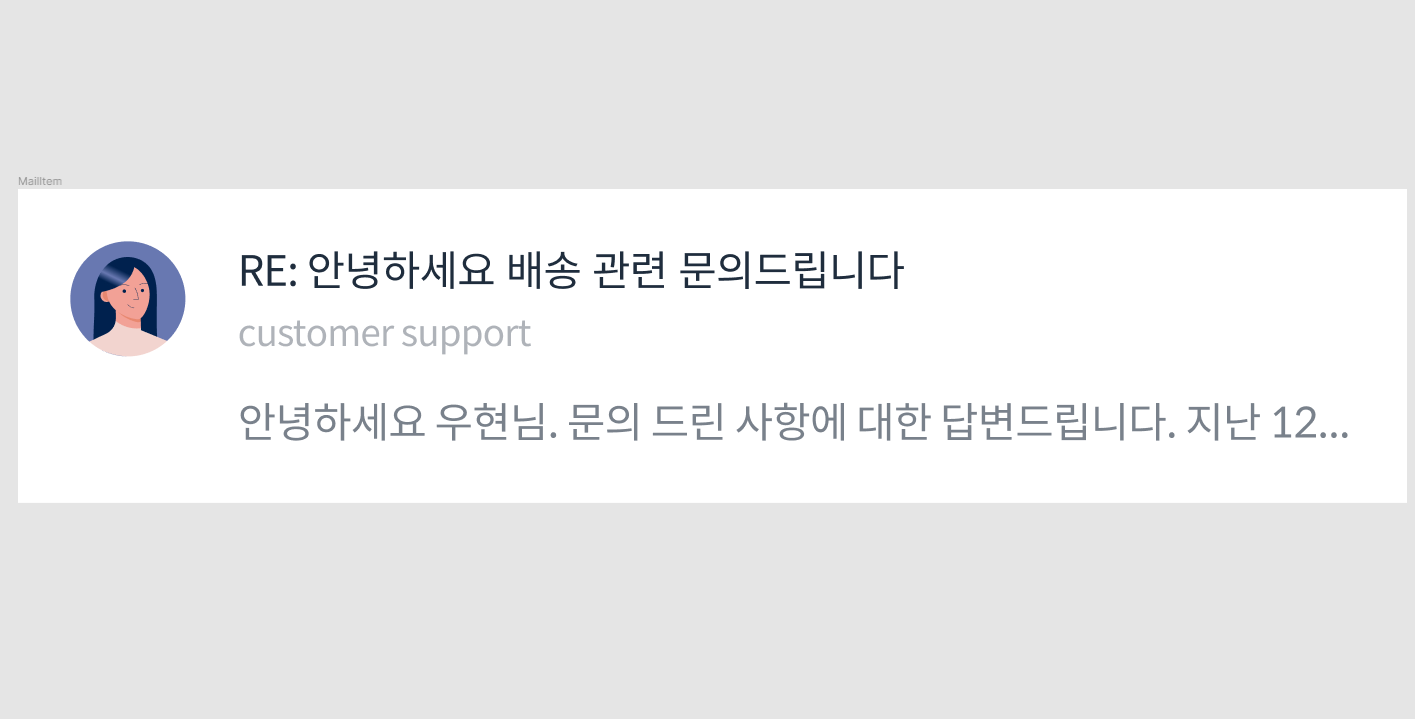 MailItem
RE: 안녕하세요 배송 관련 문의드립니다
customer support
안녕하세요 우현님. 문의 드린 사항에 대한 답변드립니다. 지난 12...